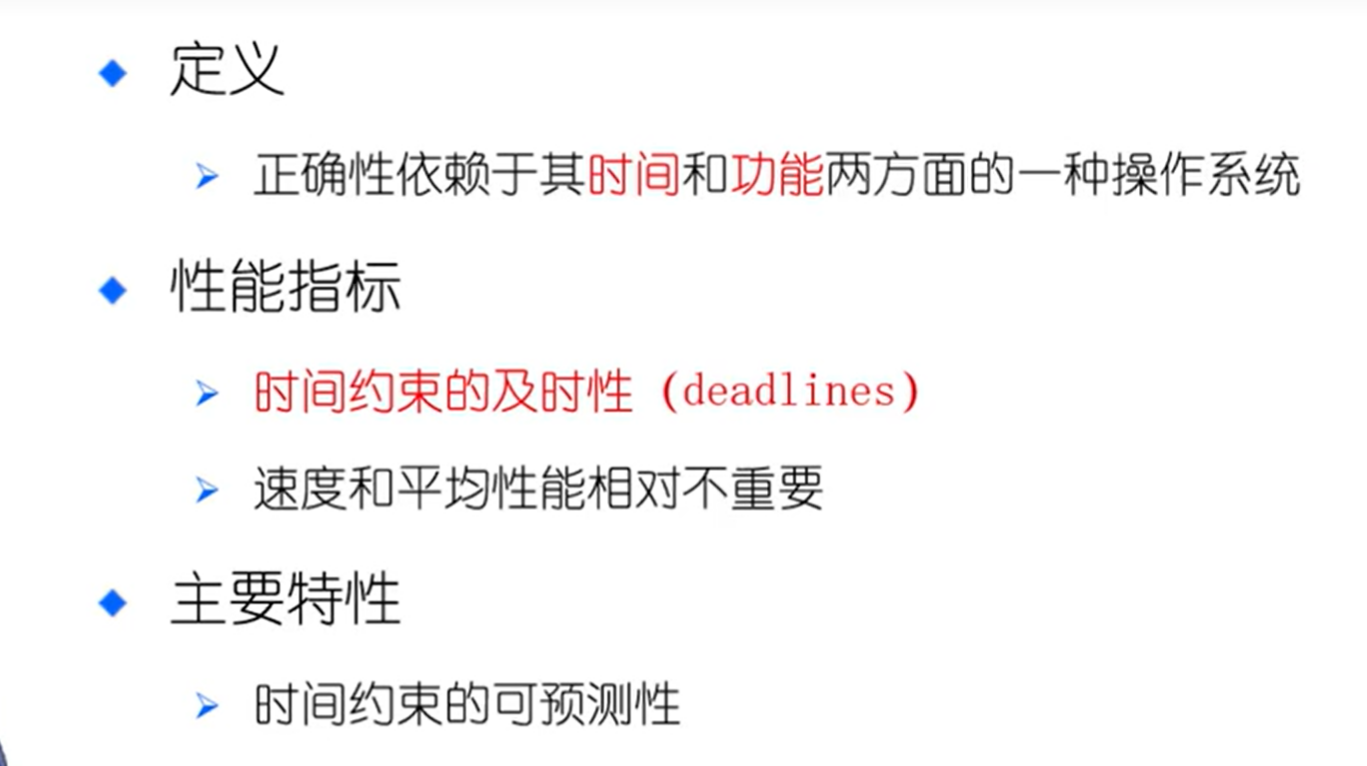 定义
正确性依赖于其时间和功能两方面的一种操作系统
性能指标
时间约束的及时性（deadlines）
速度和平均性能相对不重要
主要特性
时间约束的可预测性